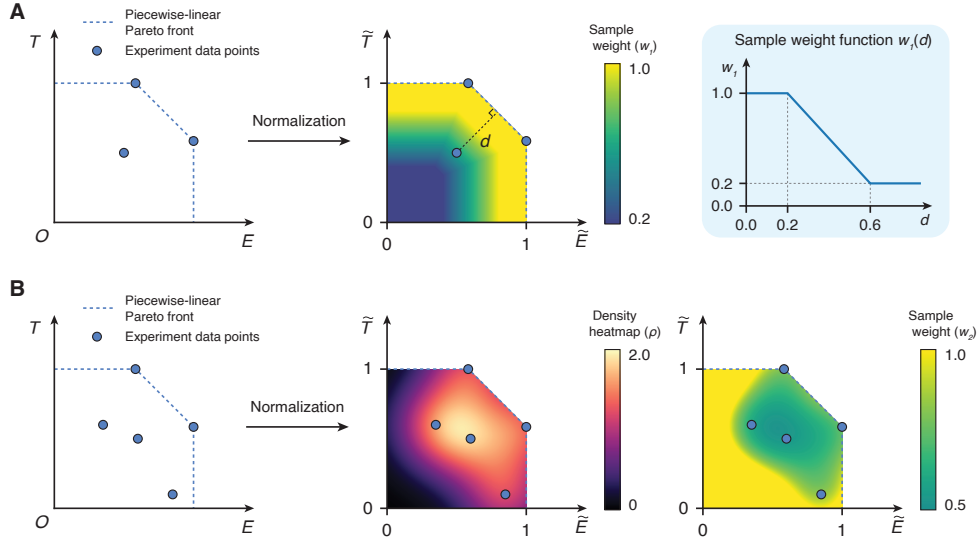 A
T
Piecewise-linear
Pareto front
Experiment data points
O
E
Normalization
T̃
1
0
0
1
Ẽ
d
Sample
weight (w₁)
1.0
0.2
Sample weight function w₁(d)
w₁
1.0
0.2
0.0
0.0
0.2
0.6
d
B
T
Piecewise-linear
Pareto front
Experiment data points
O
E
Normalization
T̃
1
0
0
1
Ẽ
Density
heatmap (ρ)
2.0
0
T̃
1
0
0
1
Ẽ
Sample
weight (w₂)
1.0
0.5